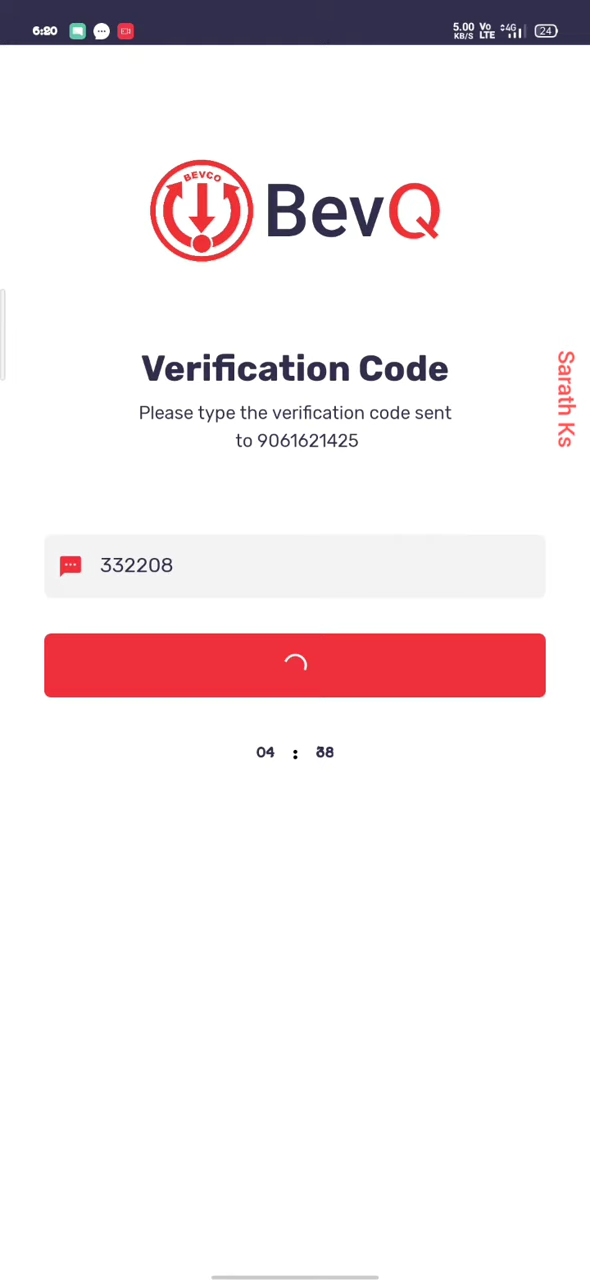 6:20
5.00 KB/S Vo LTE 4G 24
BEVCO
BevQ
Verification Code
Please type the verification code sent
to 9061621425
Sarath Ks
332208
04 : 38